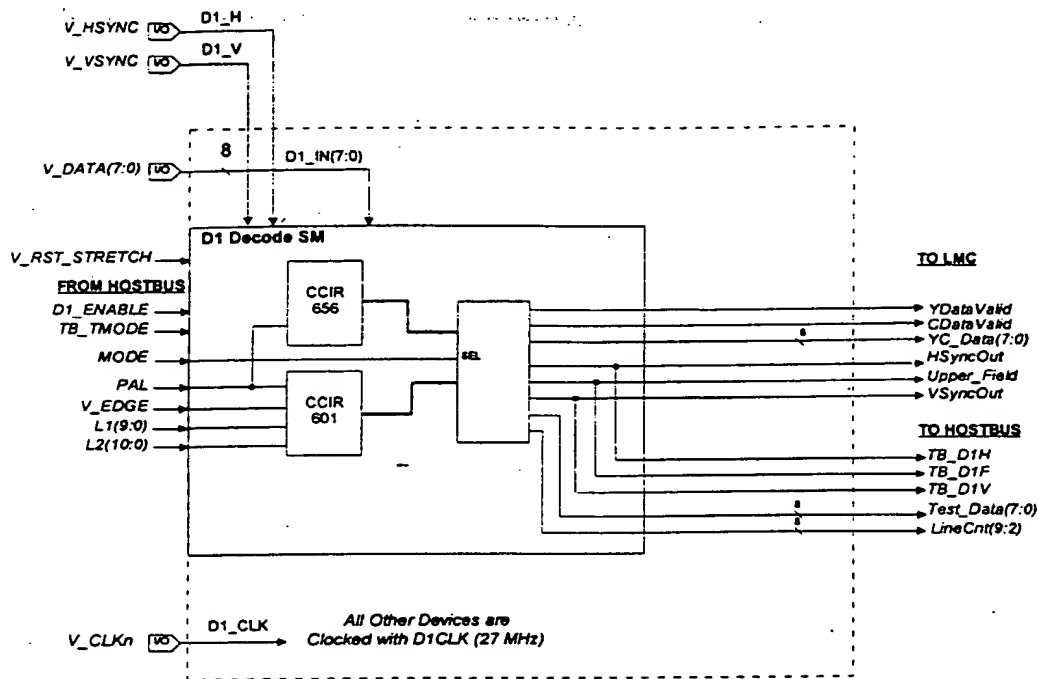 V_HSYNC I/O D1_H
V_VSYNC I/O D1_V
V_DATA(7:0) I/O 8 D1_IN(7:0)
D1 Decode SM
V_RST_STRETCH
FROM HOSTBUS
D1_ENABLE
TB_TMODE
MODE
PAL
V_EDGE
L1(9:0)
L2(10:0)
CCIR
656
CCIR
601
SEL
TO LMC
YDataValid
CDataValid
8 YC_Data(7:0)
HSyncOut
Upper_Field
VSyncOut
TO HOSTBUS
TB_D1H
TB_D1F
TB_D1V
8 Test_Data(7:0)
8 LineCnt(9:2)
V_CLKn I/O D1_CLK
All Other Devices are
Clocked with D1CLK (27 MHz)